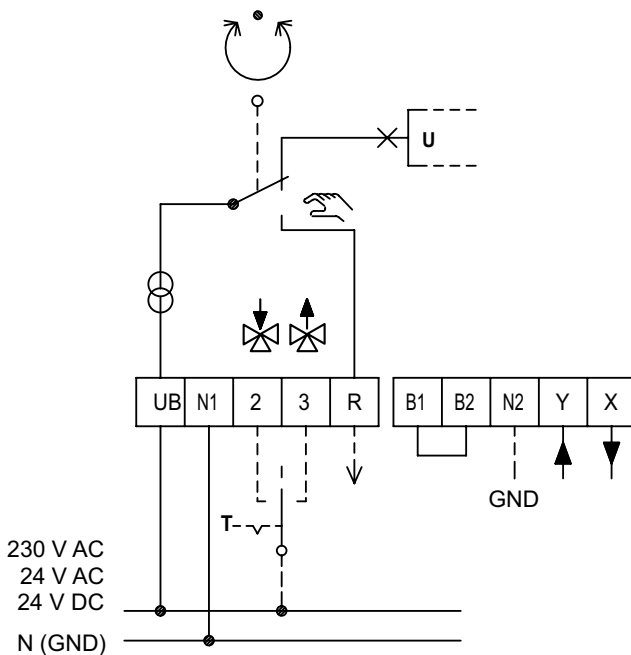 U
UB N1 2 3 R B1 B2 N2 Y X
GND
T
230 V AC
24 V AC
24 V DC
N (GND)